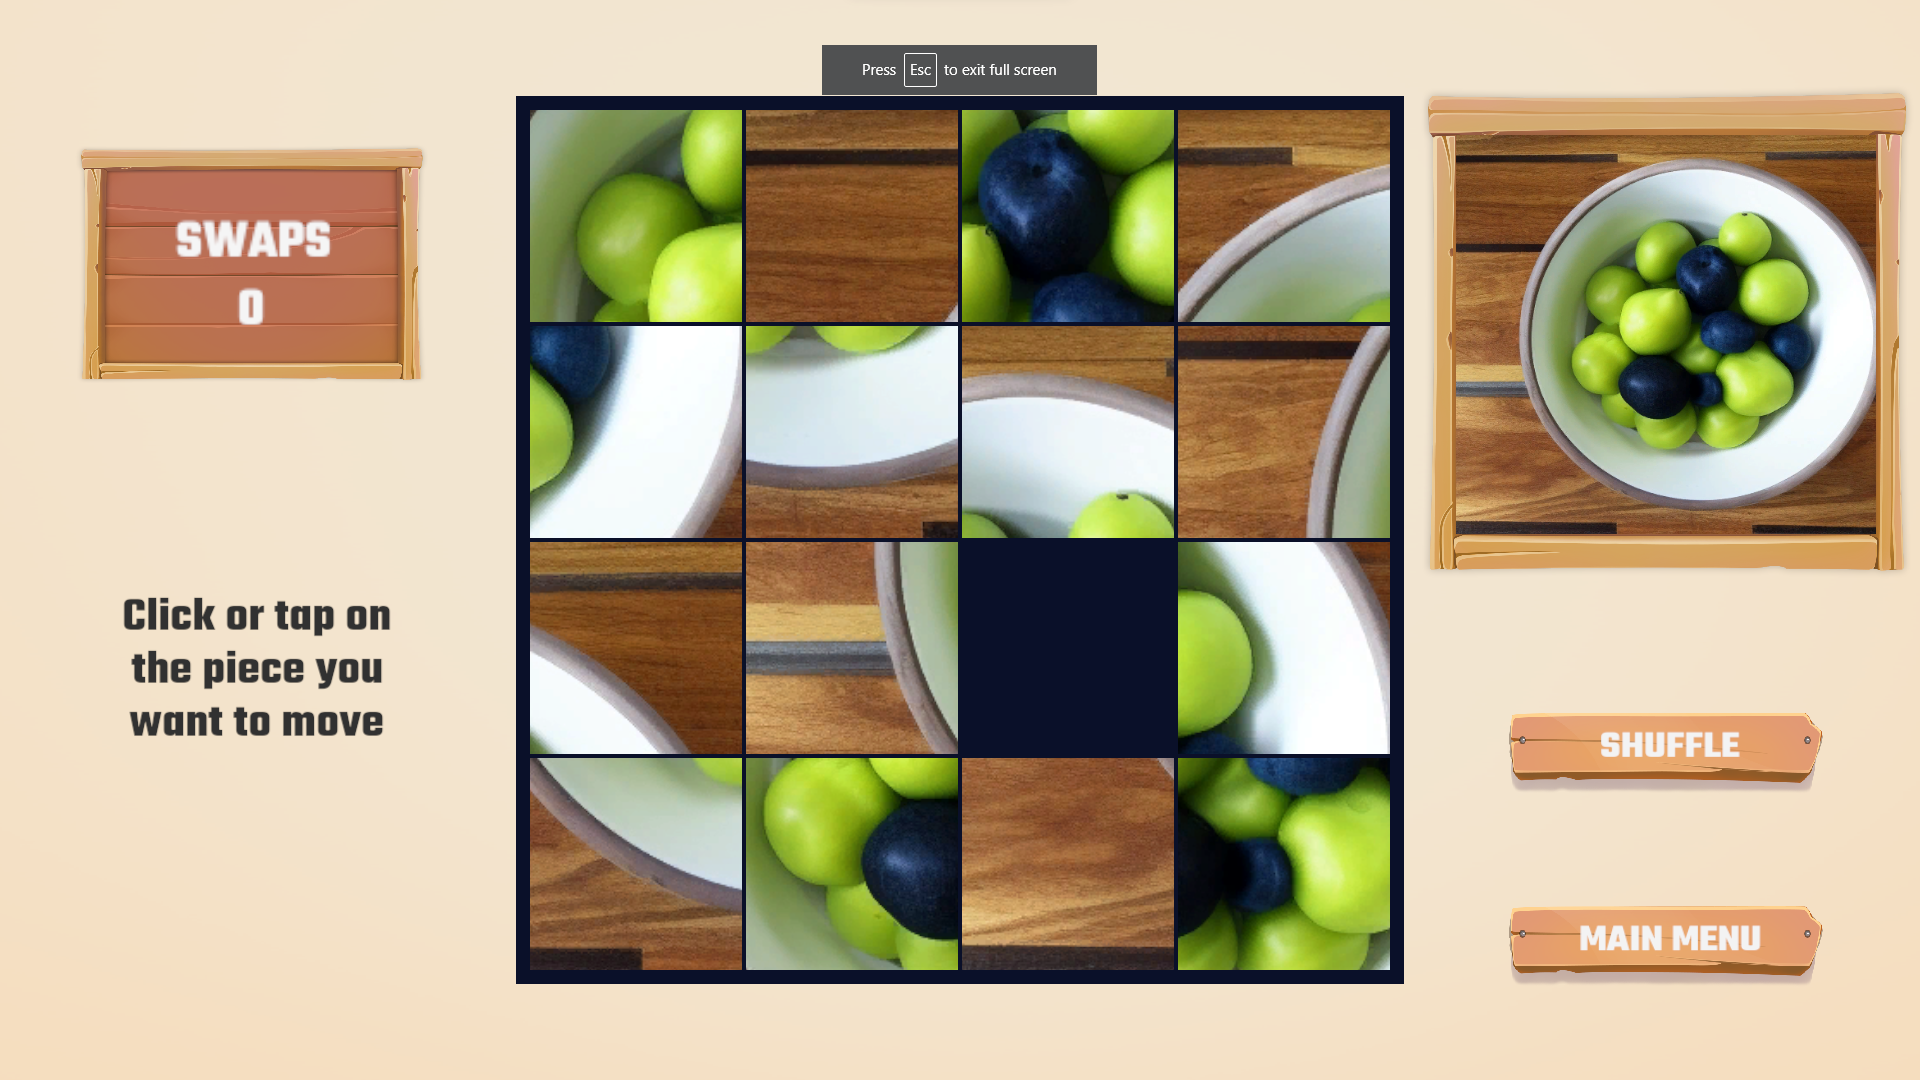 Press Esc to exit full screen
SWAPS
0
Click or tap on
the piece you
want to move
SHUFFLE
MAIN MENU